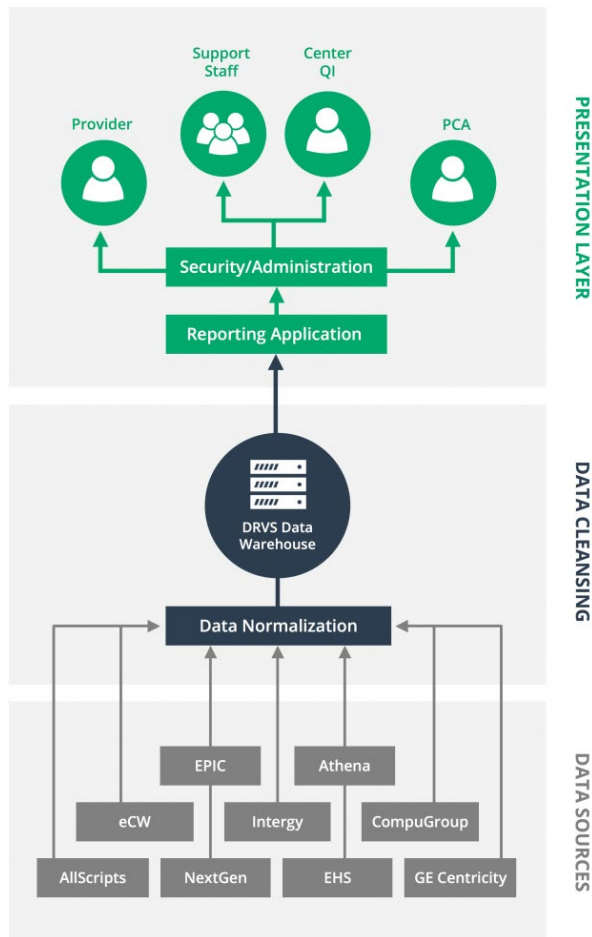 Support
Staff
Center
QI
Provider
PCA
Security/Administration
Reporting Application
PRESENTATION LAYER
DRVS Data
Warehouse
Data Normalization
DATA CLEANSING
EPIC
Athena
eCW
Intergy
CompuGroup
AllScripts
NextGen
EHS
GE Centricity
DATA SOURCES